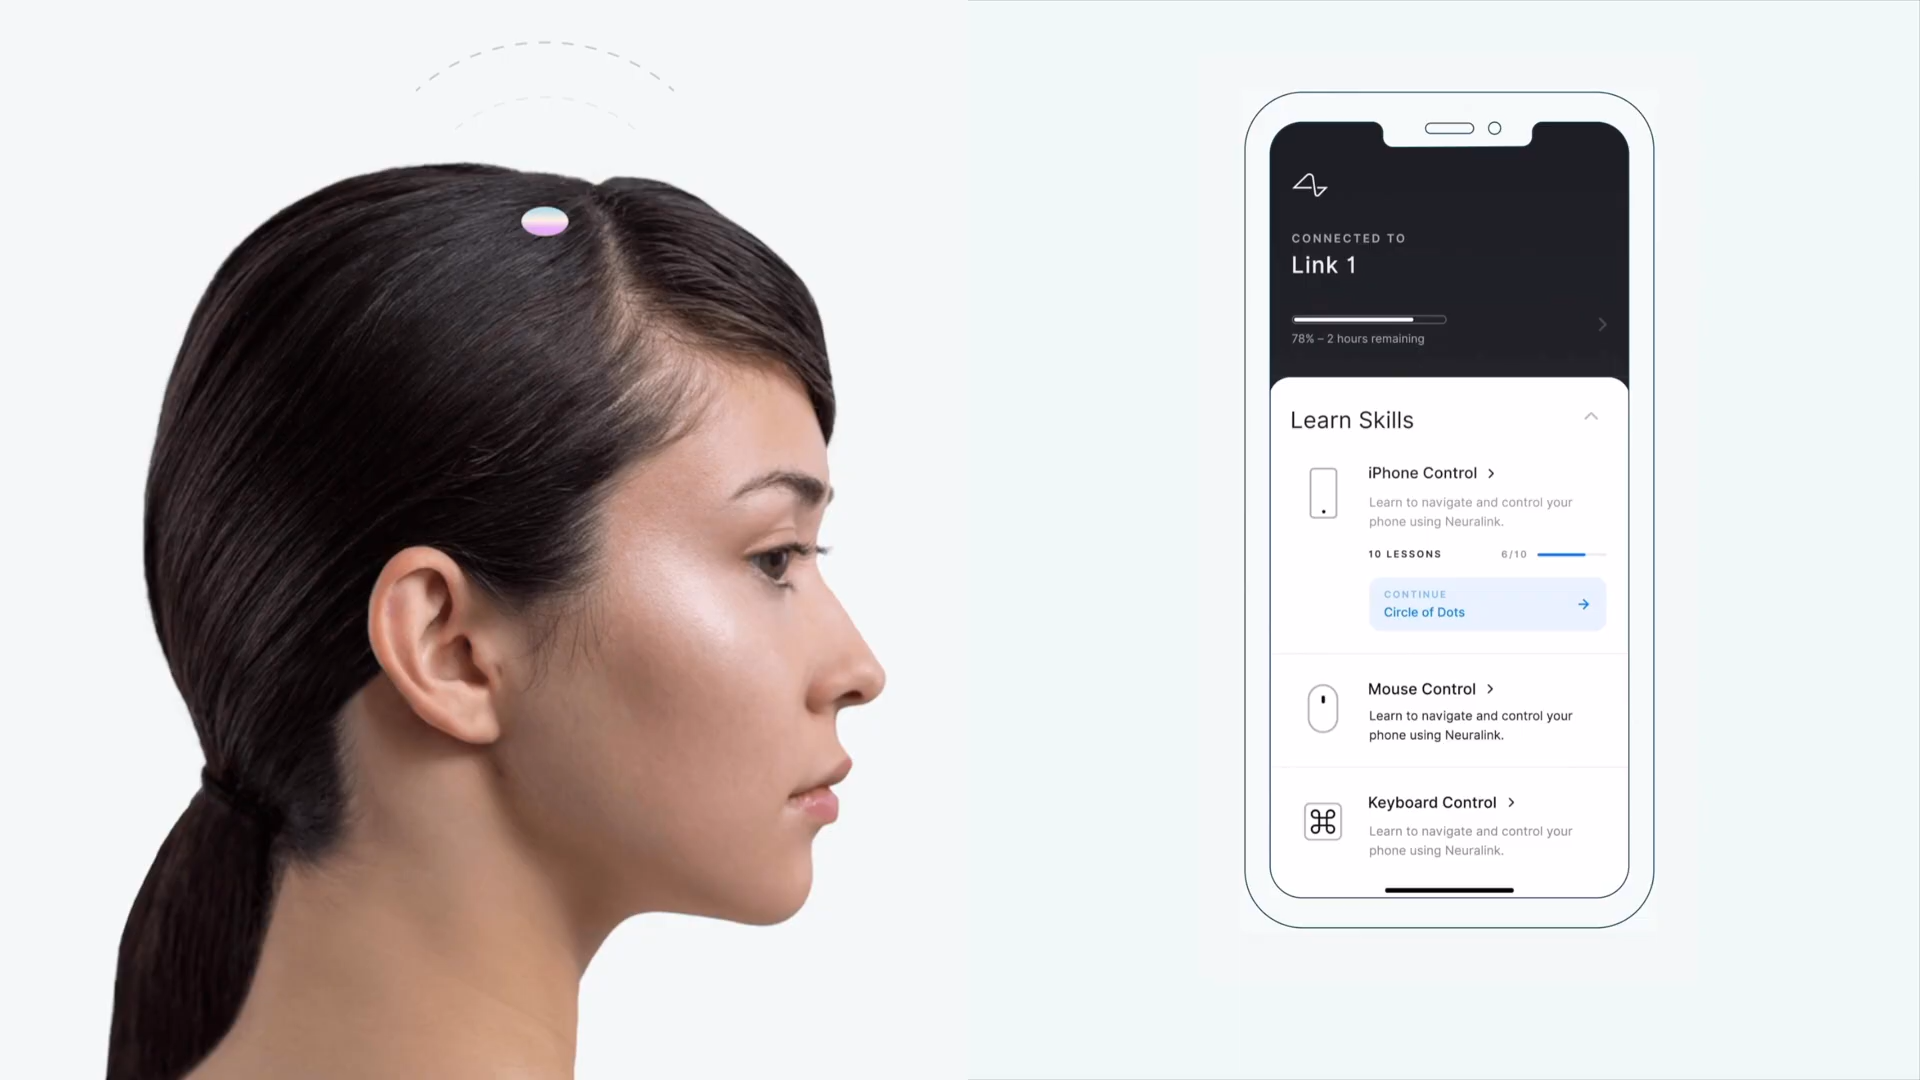 CONNECTED TO
Link 1
78% – 2 hours remaining
Learn Skills
iPhone Control
Learn to navigate and control your
phone using Neuralink.
10 LESSONS 6/10
CONTINUE
Circle of Dots
Mouse Control
Learn to navigate and control your
phone using Neuralink.
Keyboard Control
Learn to navigate and control your
phone using Neuralink.